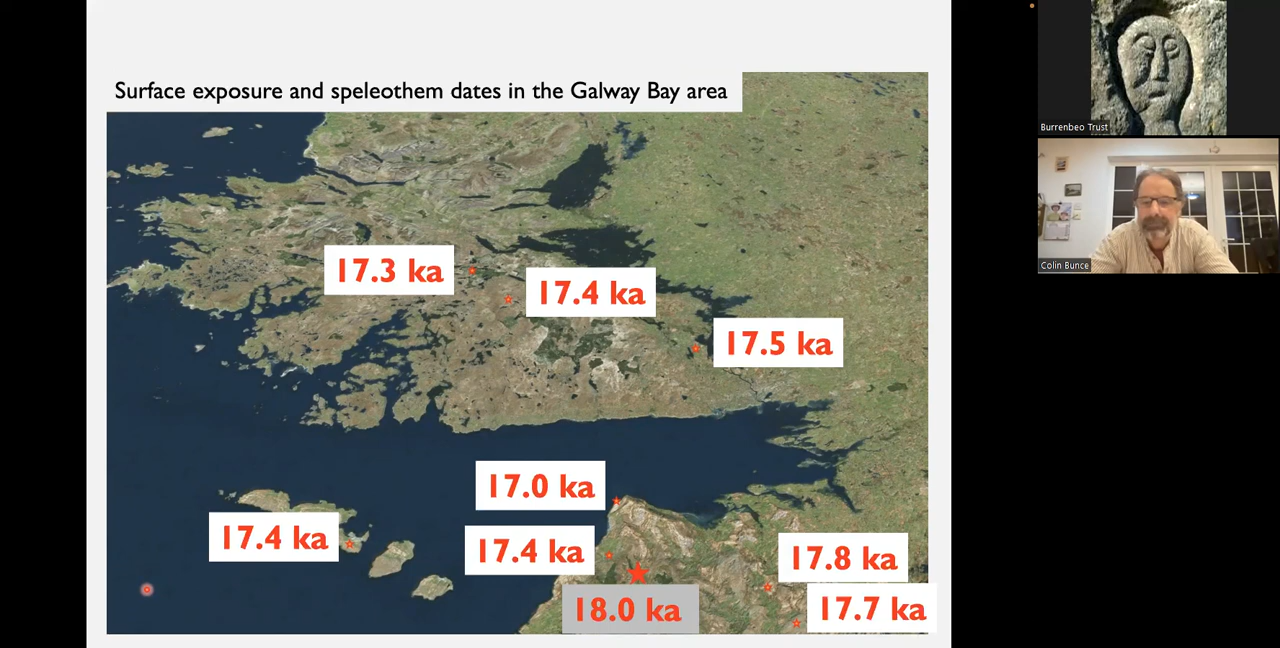 Surface exposure and speleothem dates in the Galway Bay area
17.3 ka
17.4 ka
17.5 ka
17.0 ka
17.4 ka
17.4 ka
17.8 ka
18.0 ka
17.7 ka
Burrenbeo Trust
Colin Bunce